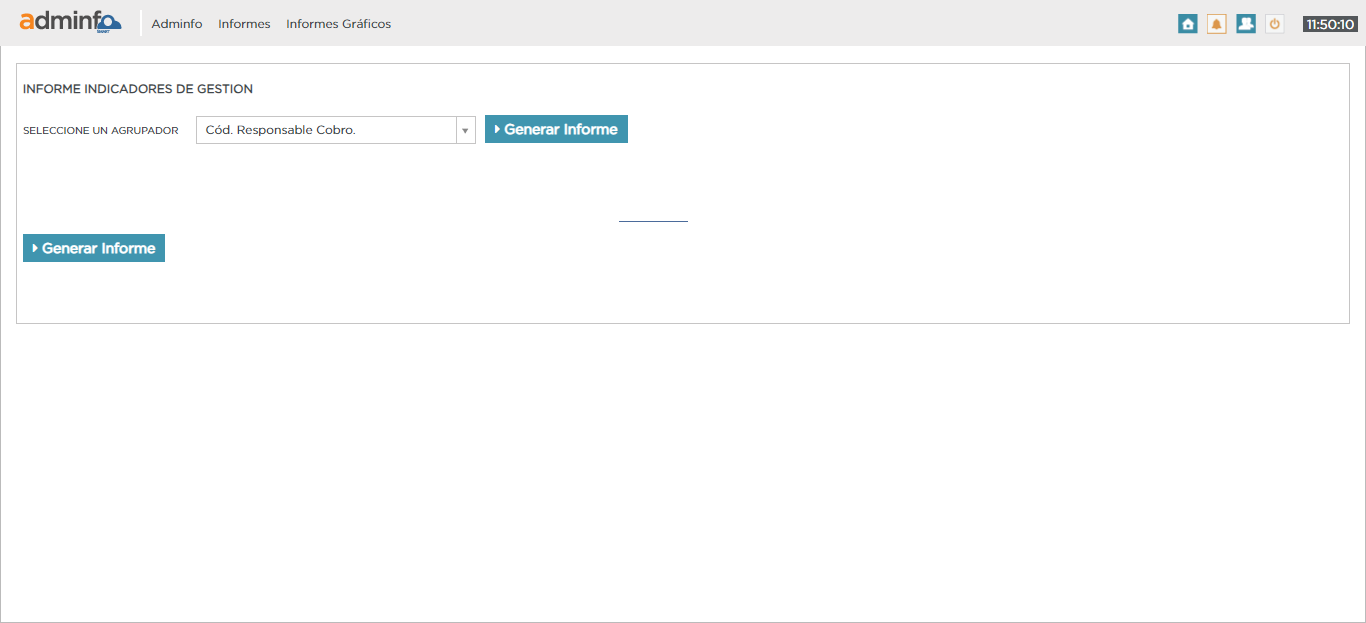 adminfo
SMART
Adminfo Informes Informes Gráficos
11:50:10
INFORME INDICADORES DE GESTION
SELECCIONE UN AGRUPADOR Cód. Responsable Cobro. Generar Informe
Generar Informe